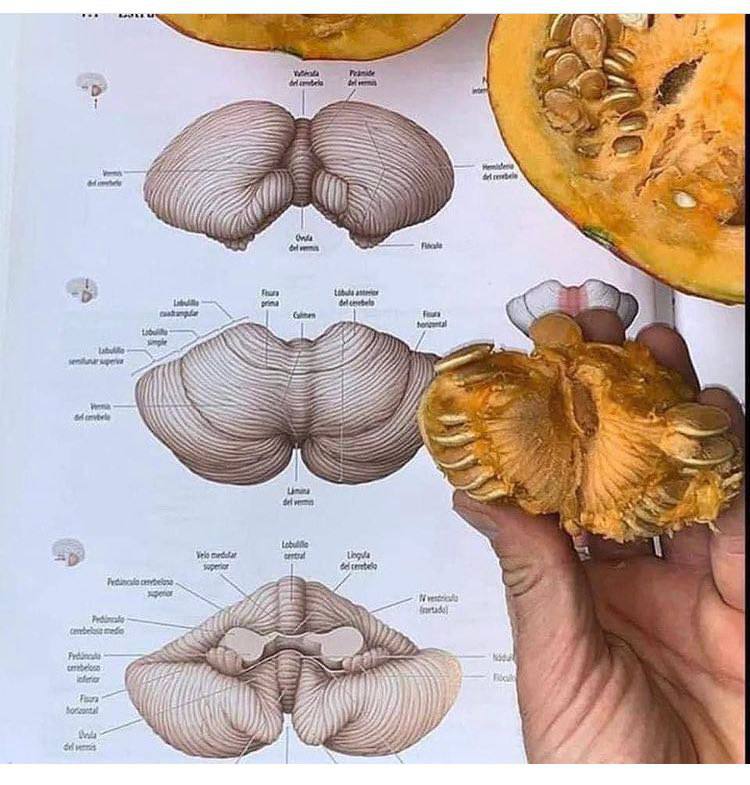 Vallécula
del cerebelo
Pirámide
del vermis
Vermis
del cerebelo
Hemisferio
del cerebelo
Úvula
del vermis
Flóculo
Lobulillo
cuadrangular
Fisura
prima
Culmen
Lóbulo anterior
del cerebelo
Fisura
horizontal
Lobulillo
simple
Lobulillo
semilunar superior
Vermis
del cerebelo
Lámina
del vermis
Velo medular
superior
Lobulillo
central
Língula
del cerebelo
Pedúnculo cerebeloso
superior
IV ventrículo
(cortado)
Pedúnculo
cerebeloso medio
Pedúnculo
cerebeloso
inferior
Fisura
horizontal
Úvula
del vermis